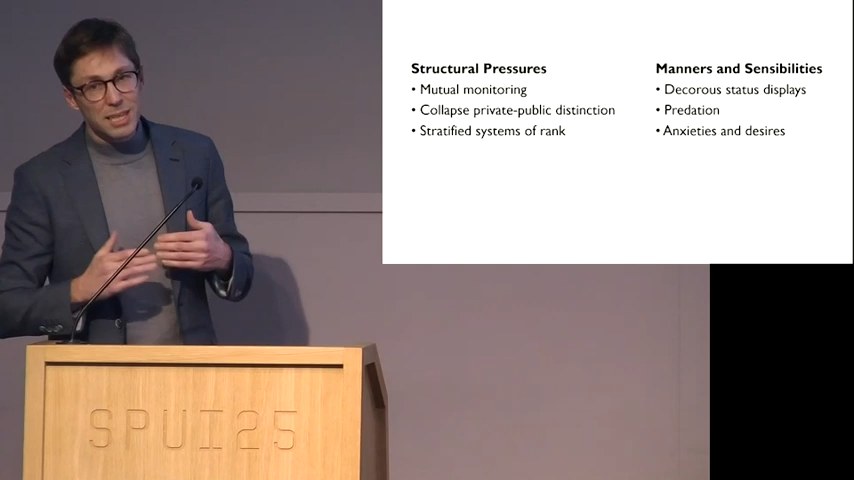 Structural Pressures
• Mutual monitoring
• Collapse private-public distinction
• Stratified systems of rank
Manners and Sensibilities
• Decorous status displays
• Predation
• Anxieties and desires
SPUI25